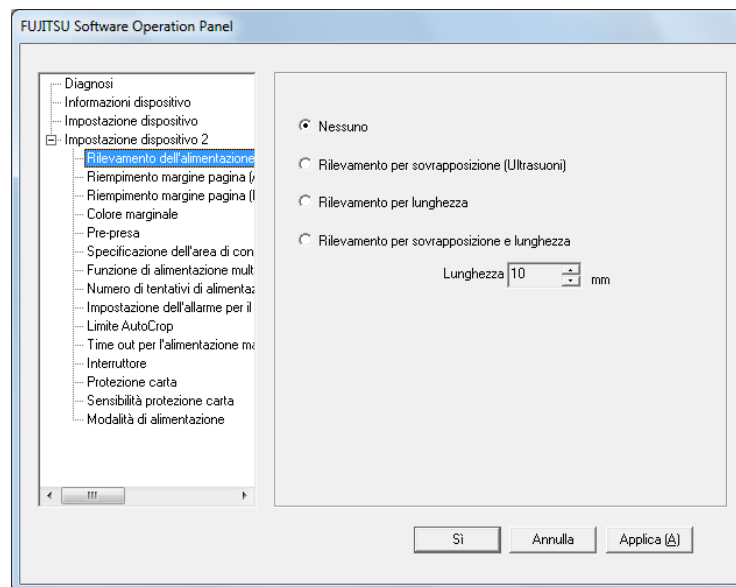 FUJITSU Software Operation Panel
Diagnosi
Informazioni dispositivo
Impostazione dispositivo
Impostazione dispositivo 2
Rilevamento dell'alimentazione
Riempimento margine pagina (
Riempimento margine pagina (
Colore marginale
Pre-presa
Specificazione dell'area di con
Funzione di alimentazione mult
Numero di tentativi di alimentaz
Impostazione dell'allarme per il
Limite AutoCrop
Time out per l'alimentazione ma
Interruttore
Protezione carta
Sensibilità protezione carta
Modalità di alimentazione
Nessuno
Rilevamento per sovrapposizione (Ultrasuoni)
Rilevamento per lunghezza
Rilevamento per sovrapposizione e lunghezza
Lunghezza 10 mm
Sì Annulla Applica (A)